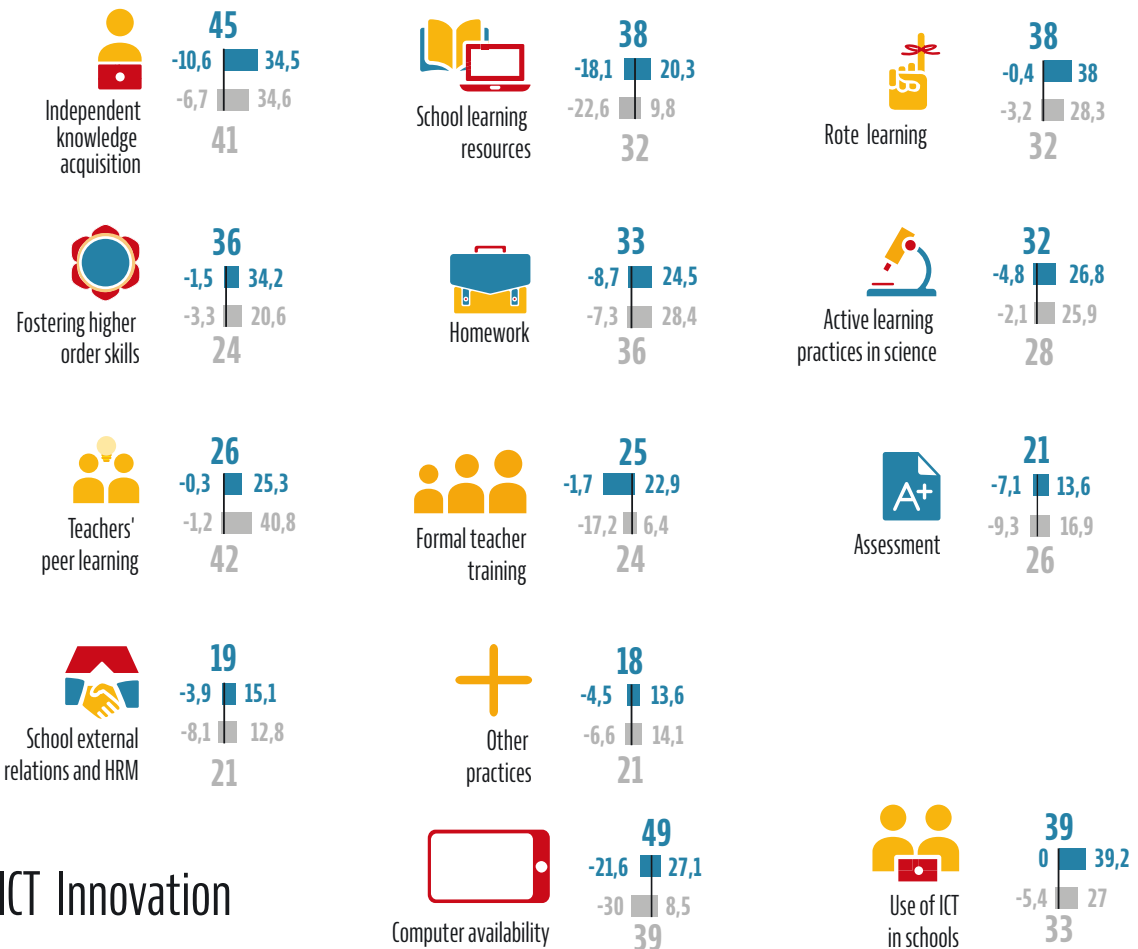 45
-10,6 34,5
-6,7 34,6
41
Independent
knowledge
acquisition
38
-18,1 20,3
-22,6 9,8
32
School learning
resources
38
-0,4 38
-3,2 28,3
32
Rote learning
36
-1,5 34,2
-3,3 20,6
24
Fostering higher
order skills
33
-8,7 24,5
-7,3 28,4
36
Homework
32
-4,8 26,8
-2,1 25,9
28
Active learning
practices in science
26
-0,3 25,3
-1,2 40,8
42
Teachers'
peer learning
25
-1,7 22,9
-17,2 6,4
24
Formal teacher
training
A+
21
-7,1 13,6
-9,3 16,9
26
Assessment
19
-3,9 15,1
-8,1 12,8
21
School external
relations and HRM
18
-4,5 13,6
-6,6 14,1
21
Other
practices
ICT Innovation
49
-21,6 27,1
-30 8,5
39
Computer availability
39
0 39,2
-5,4 27
33
Use of ICT
in schools